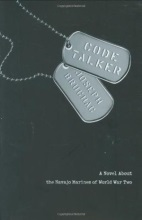 CODE
TALKER
JOSEPH
BRUCHAC
A Novel About
the Navajo Marines of World War Two